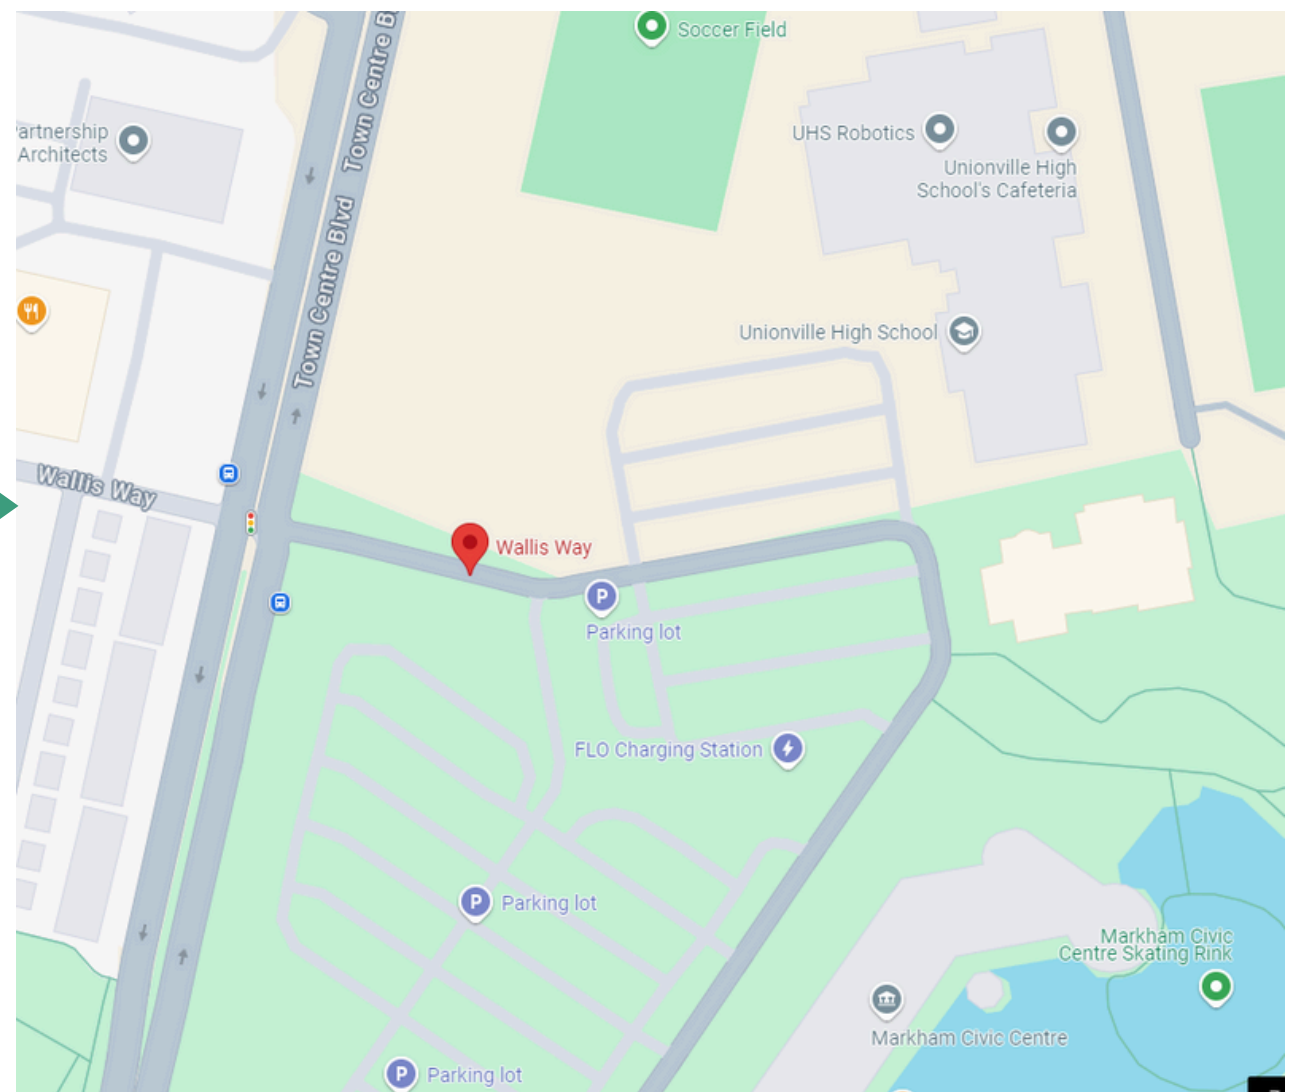 Soccer Field
Town Centre B
artnership
Architects
UHS Robotics
Unionville High
School's Cafeteria
Town Centre Blvd
Unionville High School
Wallis Way
Wallis Way
P
Parking lot
FLO Charging Station
P
Parking lot
Markham Civic
Centre Skating Rink
Markham Civic Centre
P
Parking lot